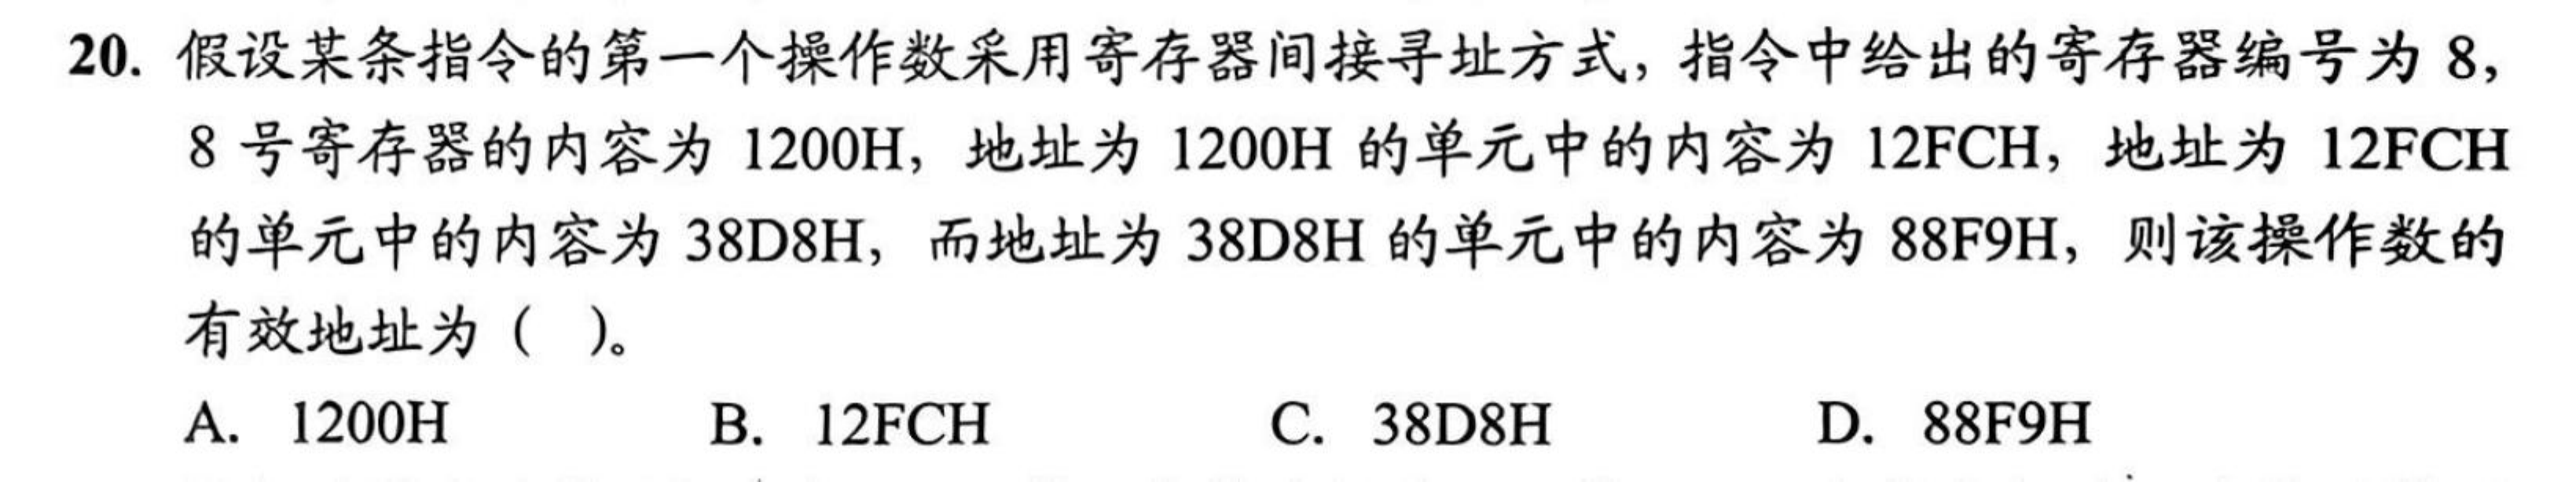 20. 假设某条指令的第一个操作数采用寄存器间接寻址方式，指令中给出的寄存器编号为 8，
8 号寄存器的内容为 1200H，地址为 1200H 的单元中的内容为 12FCH，地址为 12FCH
的单元中的内容为 38D8H，而地址为 38D8H 的单元中的内容为 88F9H，则该操作数的
有效地址为（ ）。
A. 1200H B. 12FCH C. 38D8H D. 88F9H